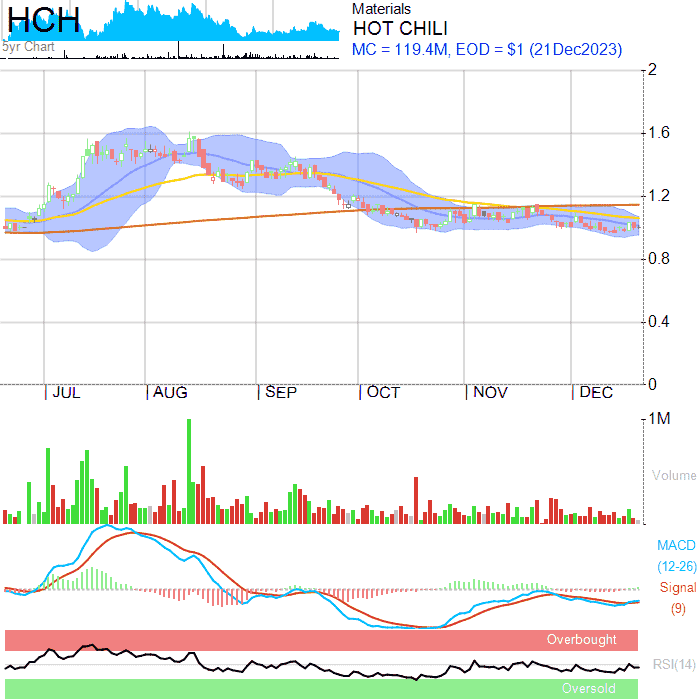 HCH
5yr Chart
Materials
HOT CHILI
MC = 119.4M, EOD = $1 (21Dec2023)
2
1.6
1.2
0.8
0.4
0
JUL AUG SEP OCT NOV DEC
1M
Volume
MACD
(12-26)
Signal
(9)
Overbought
RSI(14)
Oversold